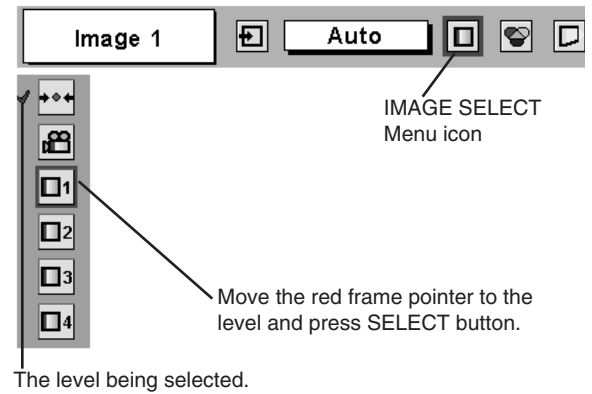 Image 1
Auto
IMAGE SELECT
Menu icon
1
2
3
4
Move the red frame pointer to the
level and press SELECT button.
The level being selected.